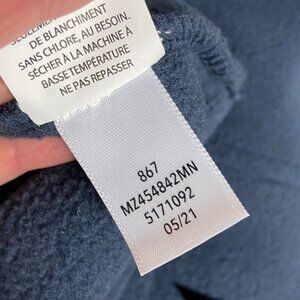 SEULEMENT
DE BLANCHIMENT
SANS CHLORE, AU BESOIN.
SÉCHER À LA MACHINE À
BASSE TEMPÉRATURE
NE PAS REPASSER
867
MZ454842MN
5171092
05/21